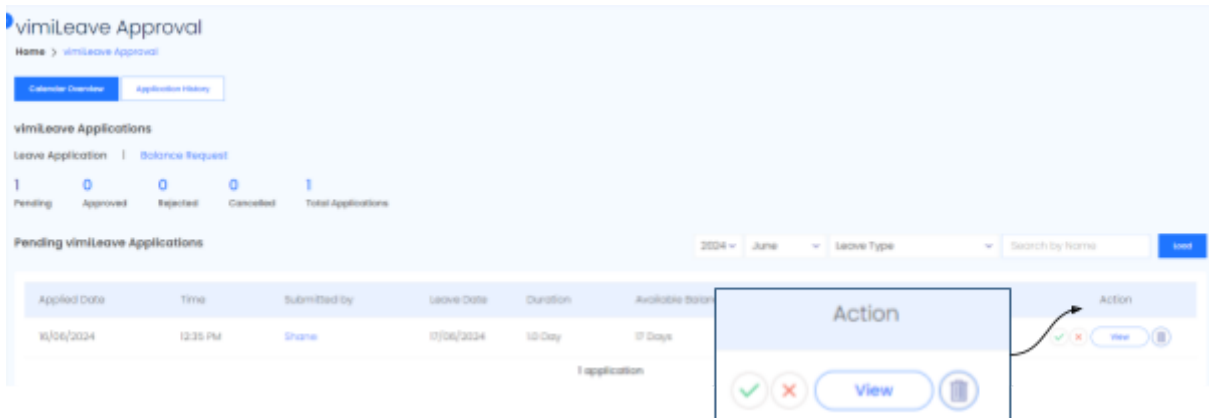 vimiLeave Approval
Home > vimiLeave Approval
Calendar Overview Application History
vimiLeave Applications
Leave Application | Balance Request
1 0 0 0 1
Pending Approved Rejected Cancelled Total Applications
Pending vimiLeave Applications 2024 June Leave Type Search by Name Load
Applied Date Time Submitted by Leave Date Duration Available Balan Action
16/06/2024 12:35 PM Shane 17/06/2024 1.0 Day 17 Days View
1 application
Action
View